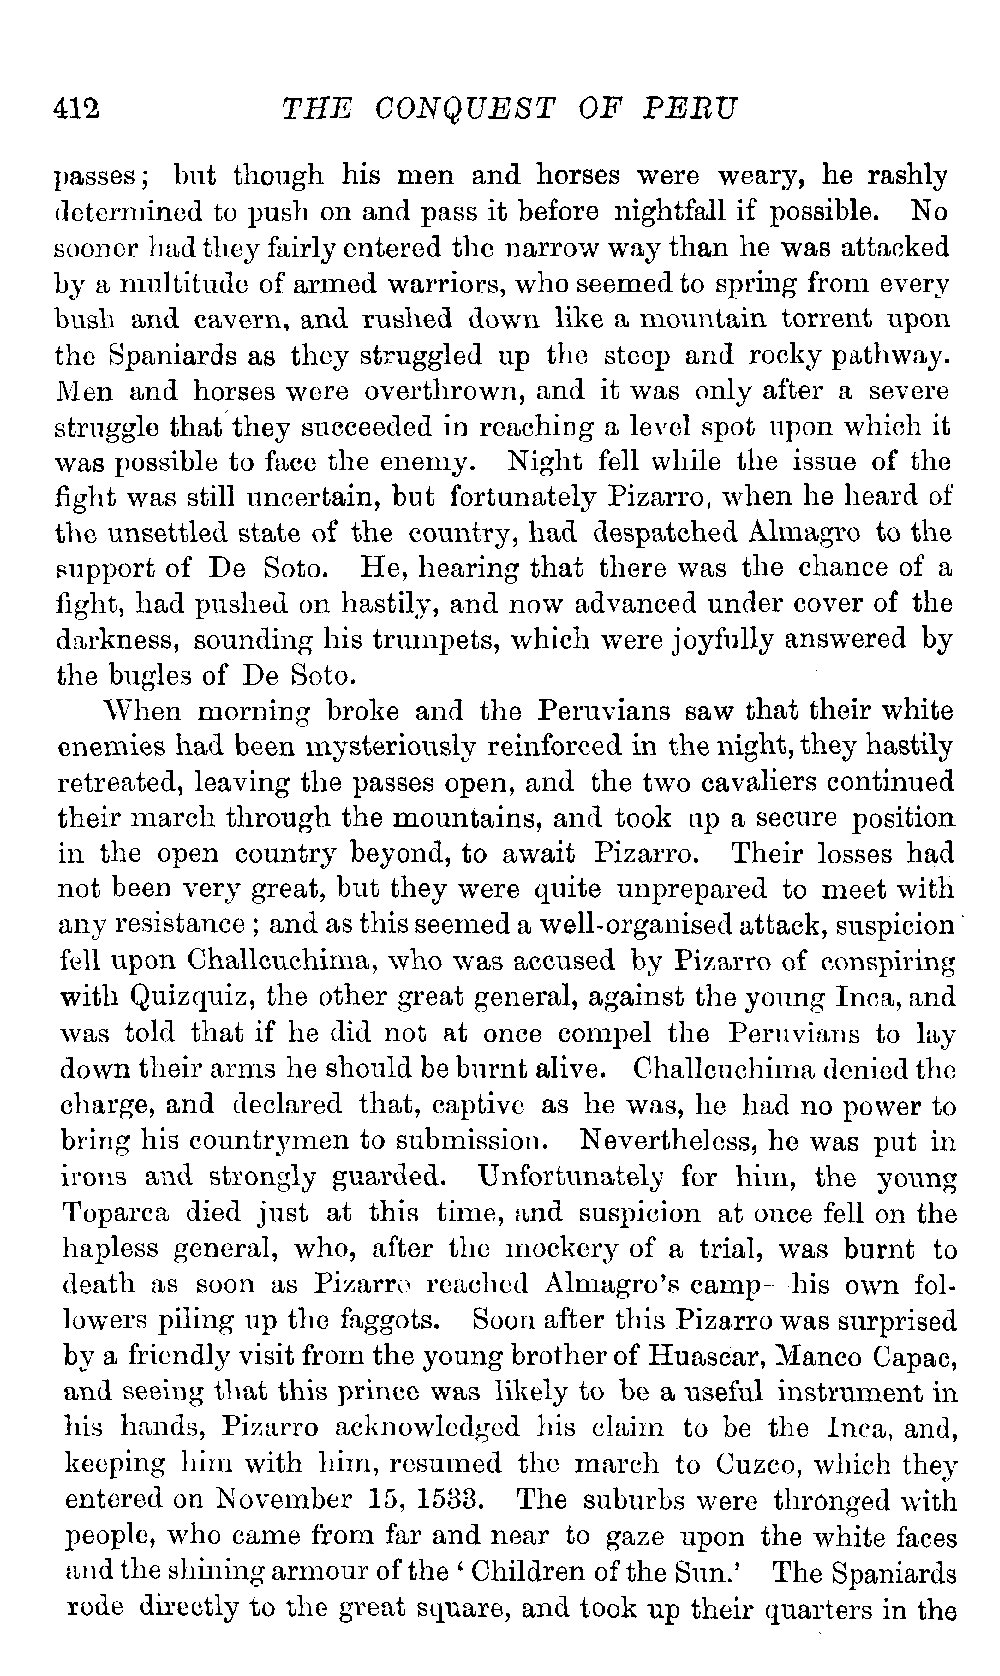 412 THE CONQUEST OF PERU
passes; but though his men and horses were weary, he rashly
determined to push on and pass it before nightfall if possible. No
sooner had they fairly entered the narrow way than he was attacked
by a multitude of armed warriors, who seemed to spring from every
bush and cavern, and rushed down like a mountain torrent upon
the Spaniards as they struggled up the steep and rocky pathway.
Men and horses were overthrown, and it was only after a severe
struggle that they succeeded in reaching a level spot upon which it
was possible to face the enemy. Night fell while the issue of the
fight was still uncertain, but fortunately Pizarro, when he heard of
the unsettled state of the country, had despatched Almagro to the
support of De Soto. He, hearing that there was the chance of a
fight, had pushed on hastily, and now advanced under cover of the
darkness, sounding his trumpets, which were joyfully answered by
the bugles of De Soto.
When morning broke and the Peruvians saw that their white
enemies had been mysteriously reinforced in the night, they hastily
retreated, leaving the passes open, and the two cavaliers continued
their march through the mountains, and took up a secure position
in the open country beyond, to await Pizarro. Their losses had
not been very great, but they were quite unprepared to meet with
any resistance; and as this seemed a well-organised attack, suspicion
fell upon Challcuchima, who was accused by Pizarro of conspiring
with Quizquiz, the other great general, against the young Inca, and
was told that if he did not at once compel the Peruvians to lay
down their arms he should be burnt alive. Challcuchima denied the
charge, and declared that, captive as he was, he had no power to
bring his countrymen to submission. Nevertheless, he was put in
irons and strongly guarded. Unfortunately for him, the young
Toparca died just at this time, and suspicion at once fell on the
hapless general, who, after the mockery of a trial, was burnt to
death as soon as Pizarro reached Almagro's camp—his own fol-
lowers piling up the faggots. Soon after this Pizarro was surprised
by a friendly visit from the young brother of Huascar, Manco Capac,
and seeing that this prince was likely to be a useful instrument in
his hands, Pizarro acknowledged his claim to be the Inca, and,
keeping him with him, resumed the march to Cuzco, which they
entered on November 15, 1533. The suburbs were thronged with
people, who came from far and near to gaze upon the white faces
and the shining armour of the 'Children of the Sun.' The Spaniards
rode directly to the great square, and took up their quarters in the